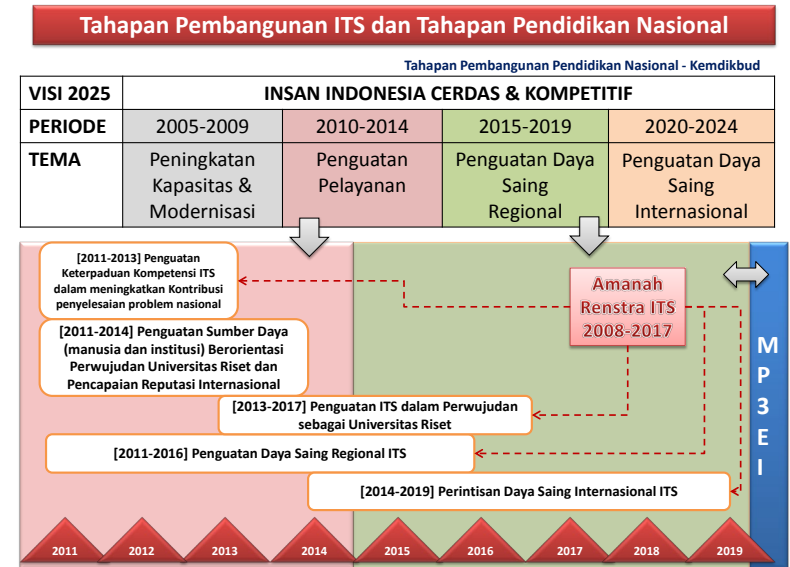 Tahapan Pembangunan ITS dan Tahapan Pendidikan Nasional
Tahapan Pembangunan Pendidikan Nasional - Kemdikbud
VISI 2025 INSAN INDONESIA CERDAS & KOMPETITIF
PERIODE 2005-2009 2010-2014 2015-2019 2020-2024
TEMA
Peningkatan
Kapasitas &
Modernisasi
Penguatan
Pelayanan
Penguatan Daya
Saing
Regional
Penguatan Daya
Saing
Internasional
[2011-2013] Penguatan
Keterpaduan Kompetensi ITS
dalam meningkatkan Kontribusi
penyelesaian problem nasional
Amanah
Renstra ITS
2008-2017
[2011-2014] Penguatan Sumber Daya
(manusia dan institusi) Berorientasi
Perwujudan Universitas Riset dan
Pencapaian Reputasi Internasional
[2013-2017] Penguatan ITS dalam Perwujudan
sebagai Universitas Riset
[2011-2016] Penguatan Daya Saing Regional ITS
[2014-2019] Perintisan Daya Saing Internasional ITS
M
P
3
E
I
2011 2012 2013 2014 2015 2016 2017 2018 2019